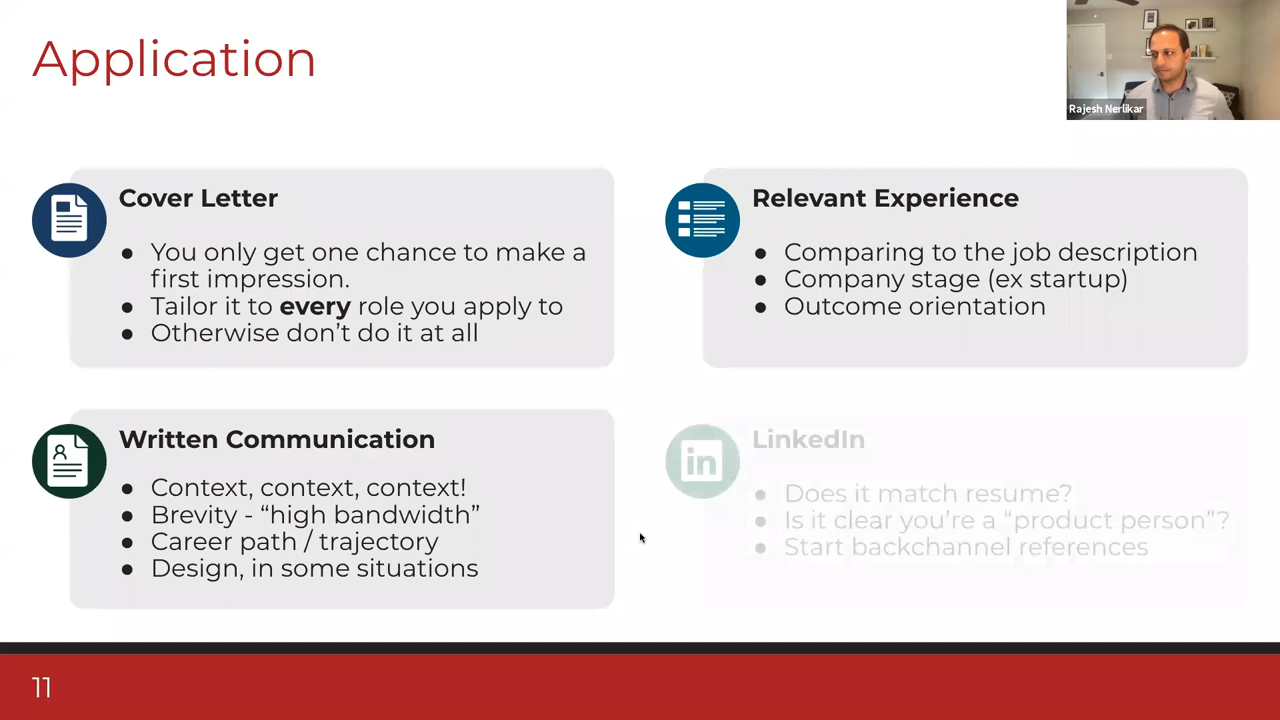 Application
Rajesh Nerlikar
Cover Letter
● You only get one chance to make a
first impression.
● Tailor it to every role you apply to
● Otherwise don’t do it at all
Relevant Experience
● Comparing to the job description
● Company stage (ex startup)
● Outcome orientation
Written Communication
● Context, context, context!
● Brevity - “high bandwidth”
● Career path / trajectory
● Design, in some situations
in
LinkedIn
● Does it match resume?
● Is it clear you’re a “product person”?
● Start backchannel references
11